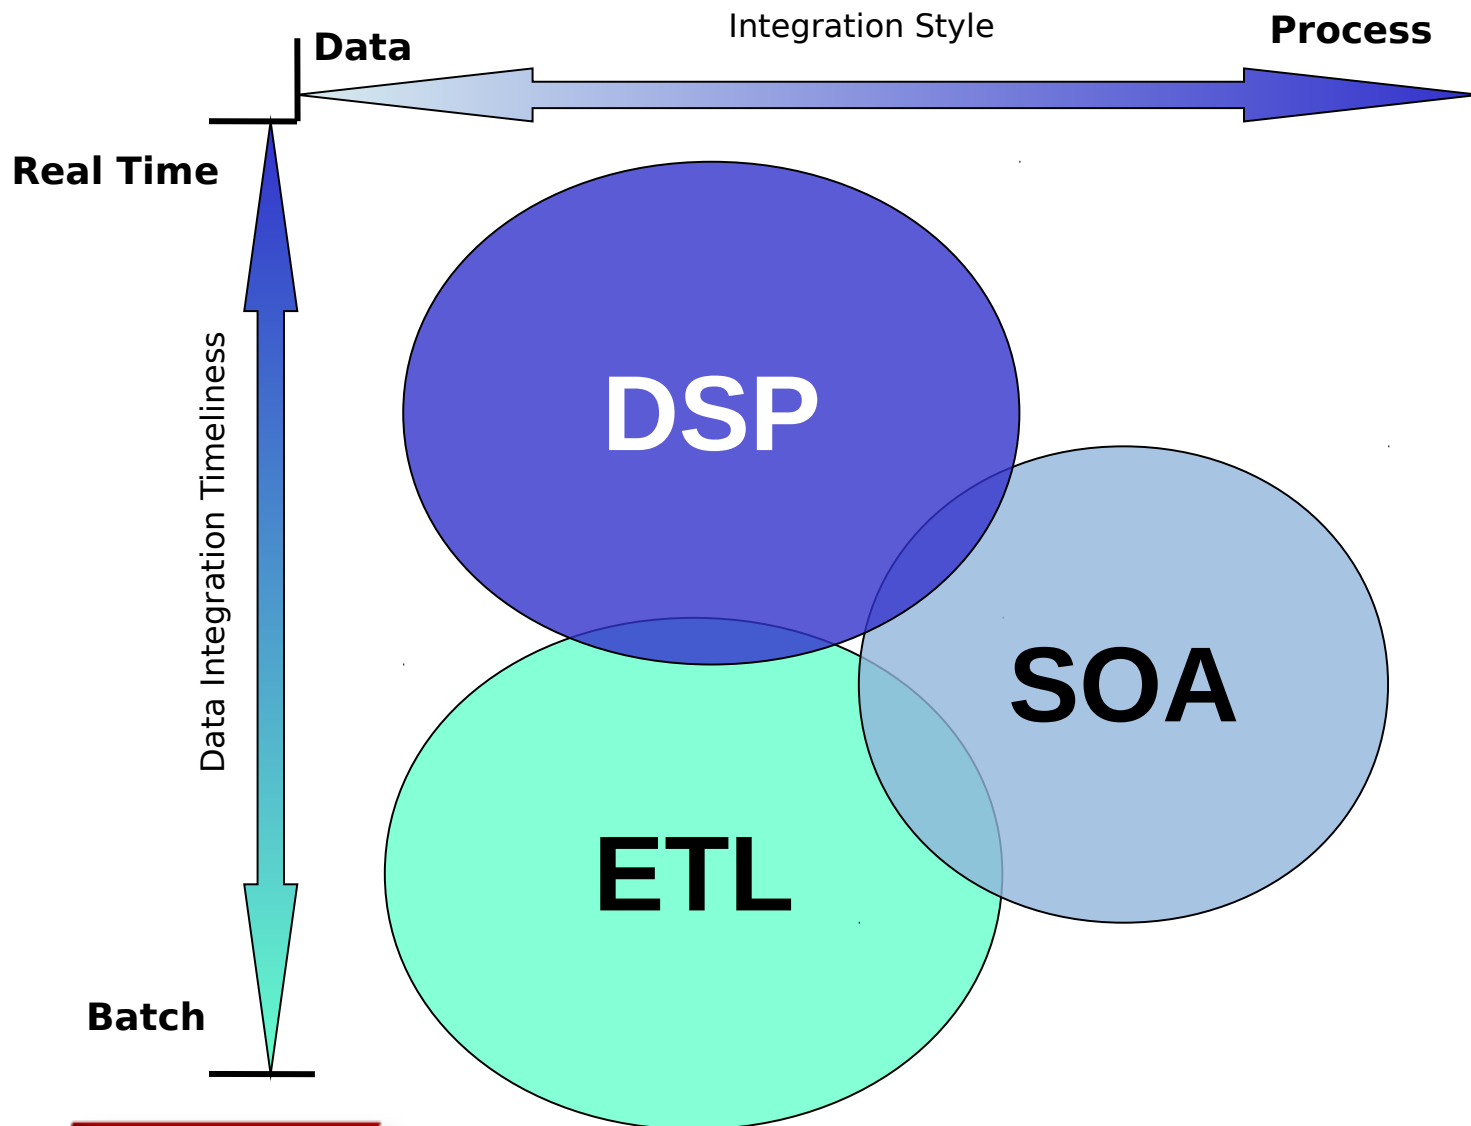 Integration Style
Data
Process
Real Time
Data Integration Timeliness
DSP
SOA
ETL
Batch